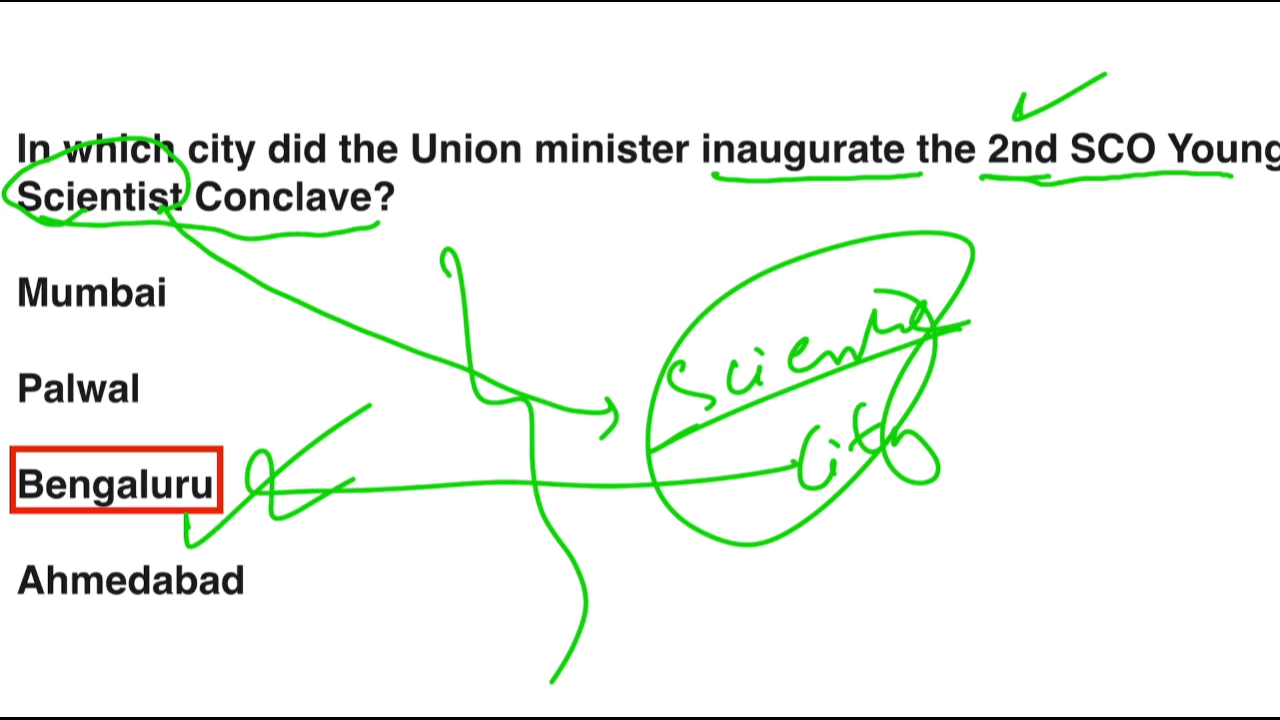 In which city did the Union minister inaugurate the 2nd SCO Young
Scientist Conclave?
Mumbai
Palwal
Bengaluru
Ahmedabad
City